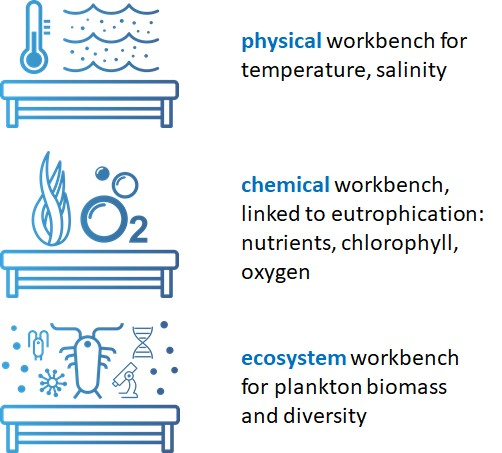 physical workbench for
temperature, salinity
O2
chemical workbench,
linked to eutrophication:
nutrients, chlorophyll,
oxygen
ecosystem workbench
for plankton biomass
and diversity